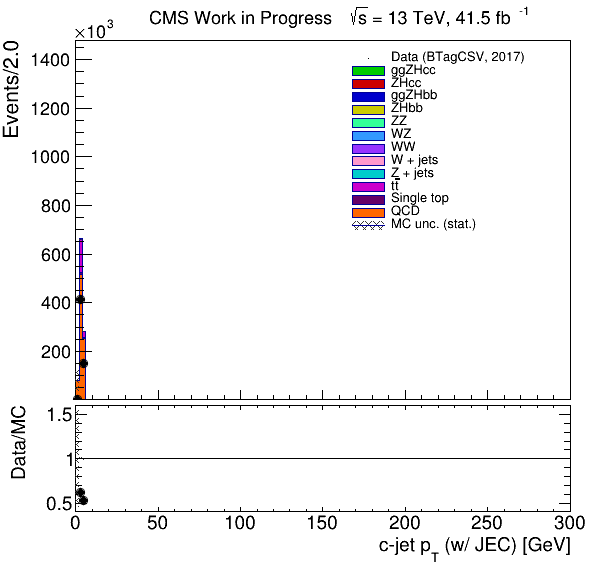 CMS Work in Progress √s = 13 TeV, 41.5 fb⁻¹
×10³
Events/2.0
1400
1200
1000
800
600
400
200
Data (BTagCSV, 2017)
ggZHcc
ZHcc
ggZHbb
ZHbb
ZZ
WZ
WW
W + jets
Z + jets
tt̅
Single top
QCD
MC unc. (stat.)
Data/MC
1.5
1
0.5
0 50 100 150 200 250 300
c-jet p_T (w/ JEC) [GeV]